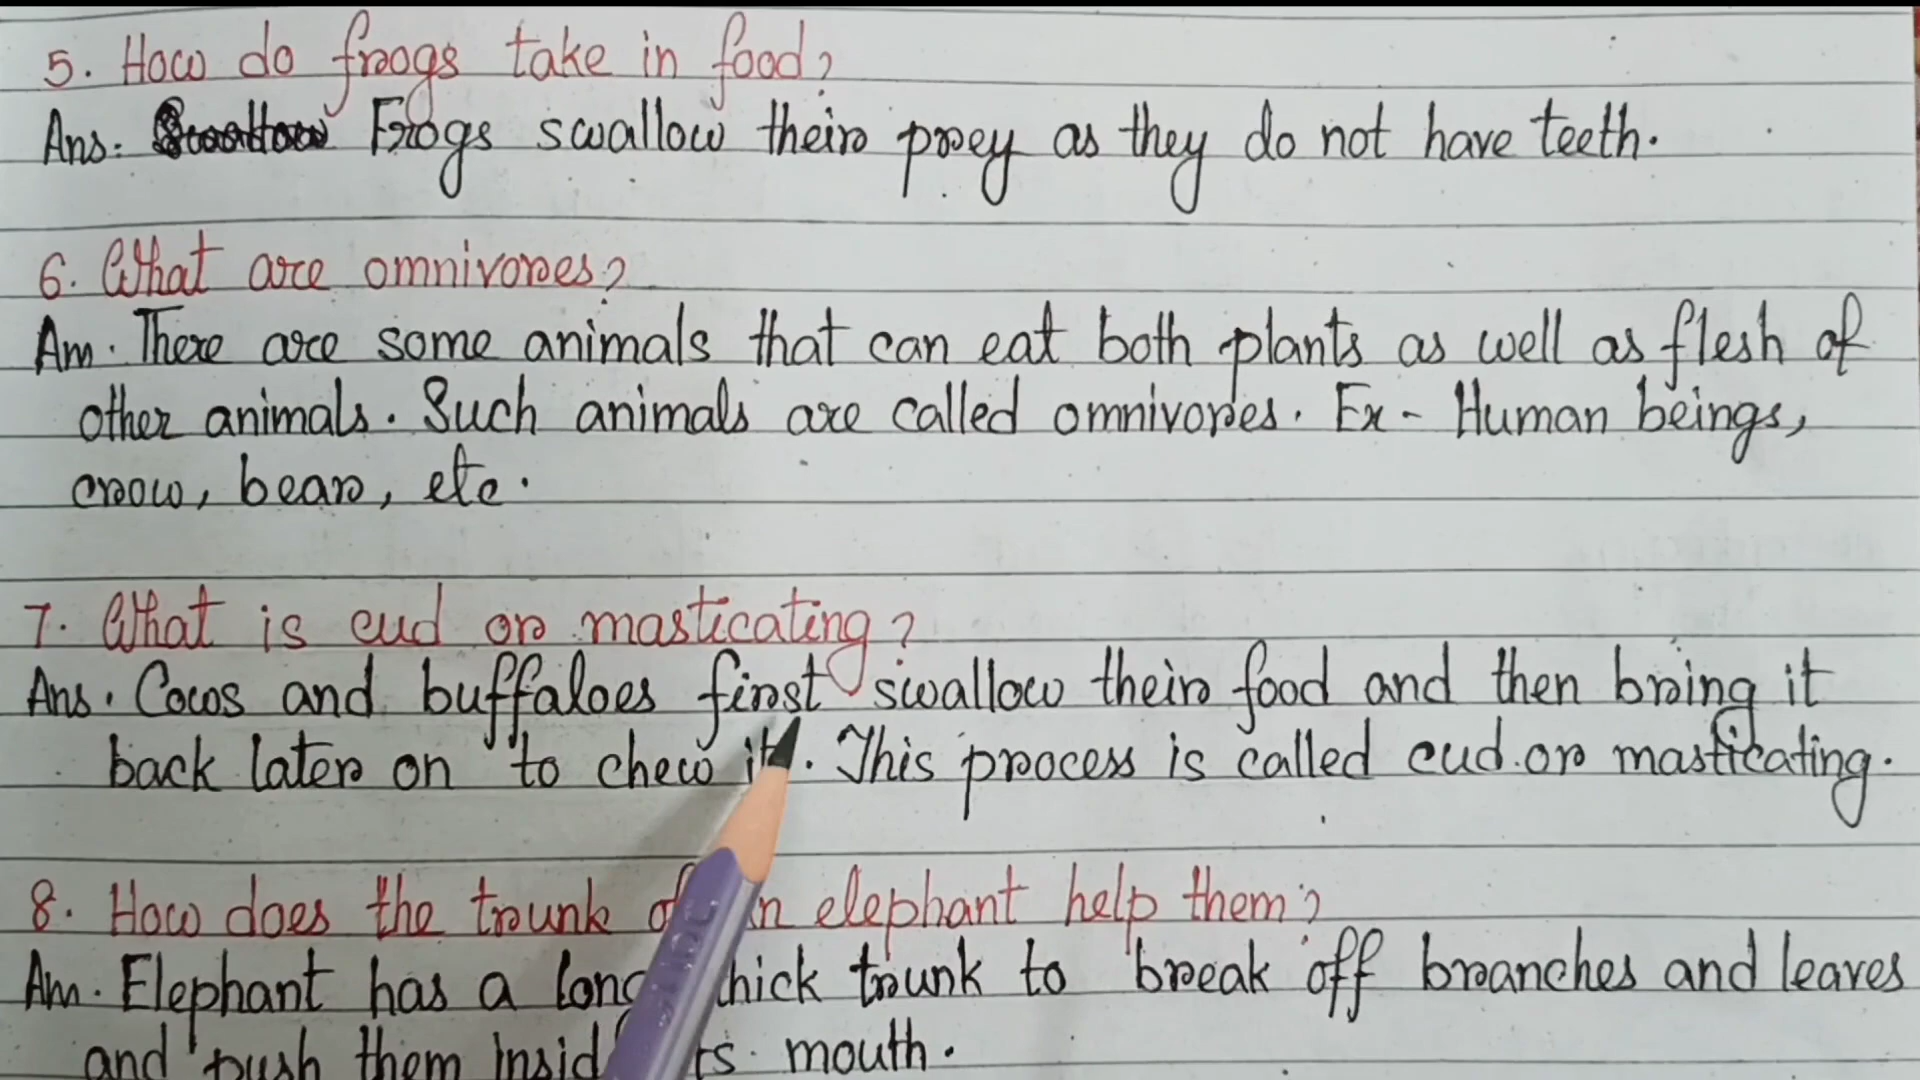 5. How do frogs take in food?
Ans. Frogs swallow their prey as they do not have teeth.
6. What are omnivores?
Ans. There are some animals that can eat both plants as well as flesh of
other animals. Such animals are called omnivores. Ex - Human beings,
crow, bear, etc.
7. What is cud or masticating?
Ans. Cows and buffaloes first swallow their food and then bring it
back later on to chew it. This process is called cud or masticating.
8. How does the trunk of an elephant help them?
Ans. Elephant has a long thick trunk to break off branches and leaves
and push them inside its mouth.